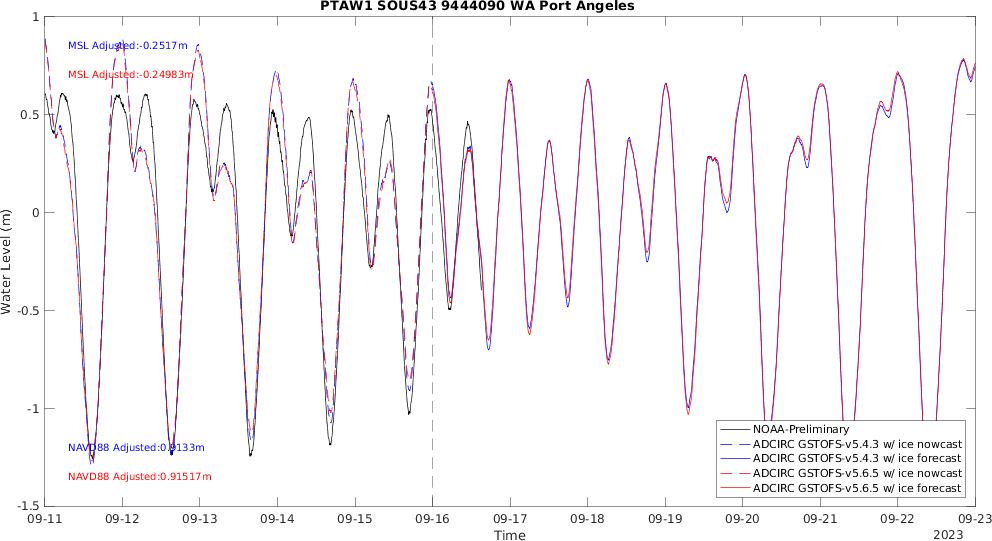 PTAW1 SOUS43 9444090 WA Port Angeles
1
0.5
0
-0.5
-1
-1.5
Water Level (m)
MSL Adjusted:-0.2517m
MSL Adjusted:-0.24983m
NAVD88 Adjusted:0.9133m
NAVD88 Adjusted:0.91517m
NOAA-Preliminary
ADCIRC GSTOFS-v5.4.3 w/ ice nowcast
ADCIRC GSTOFS-v5.4.3 w/ ice forecast
ADCIRC GSTOFS-v5.6.5 w/ ice nowcast
ADCIRC GSTOFS-v5.6.5 w/ ice forecast
09-11 09-12 09-13 09-14 09-15 09-16 09-17 09-18 09-19 09-20 09-21 09-22 09-23
Time
2023